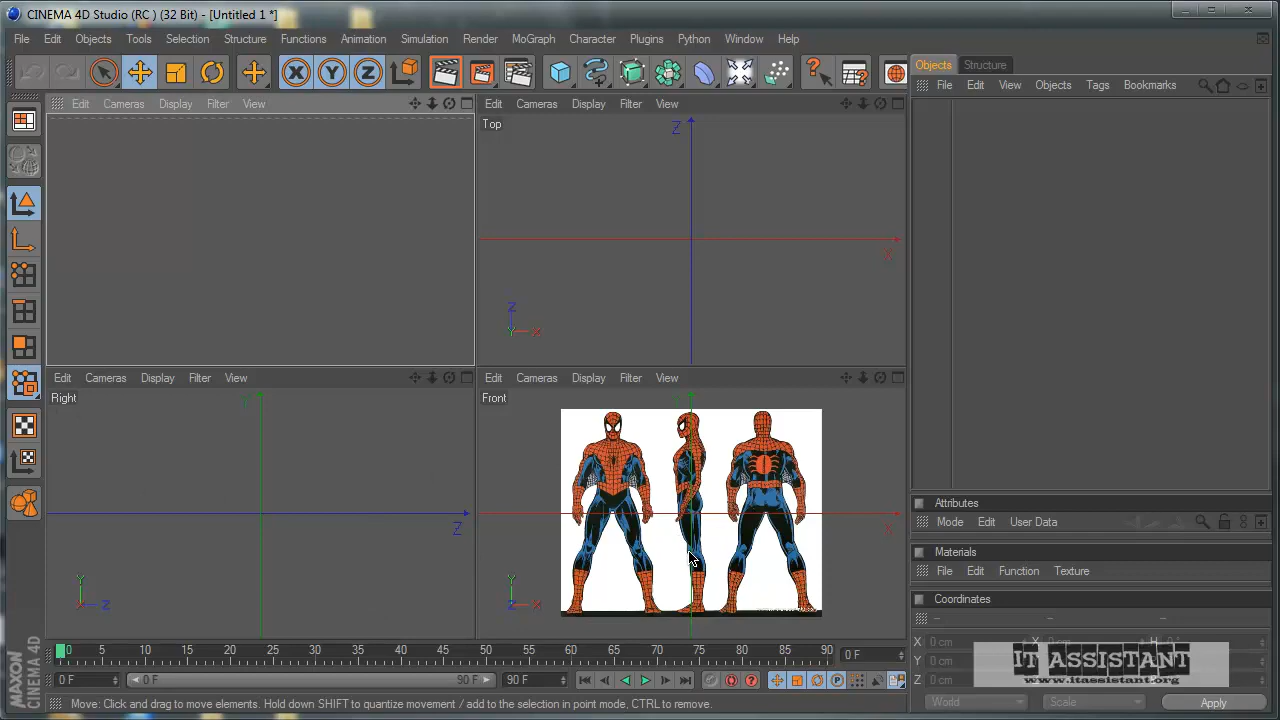 CINEMA 4D Studio (RC ) (32 Bit) - [Untitled 1 *]
File Edit Objects Tools Selection Structure Functions Animation Simulation Render MoGraph Character Plugins Python Window Help
X Y Z
Objects Structure
File Edit View Objects Tags Bookmarks
Edit Cameras Display Filter View
Edit Cameras Display Filter View
Top
Z
X
Z
Y X
Edit Cameras Display Filter View
Edit Cameras Display Filter View
Right
Y
Z
Y
X Z
Front
Y
X
Y
Z X
Attributes
Mode Edit User Data
Materials
File Edit Function Texture
Coordinates
-- -- --
X 0 cm X 0 cm H 0 °
Y 0 cm
Z 0 cm
World Scale Apply
IT ASSISTANT
www.itassistant.org
0 5 10 15 20 25 30 35 40 45 50 55 60 65 70 75 80 85 90 0 F
0 F 0 F 90 F 90 F
Move: Click and drag to move elements. Hold down SHIFT to quantize movement / add to the selection in point mode, CTRL to remove.
MAXON CINEMA 4D